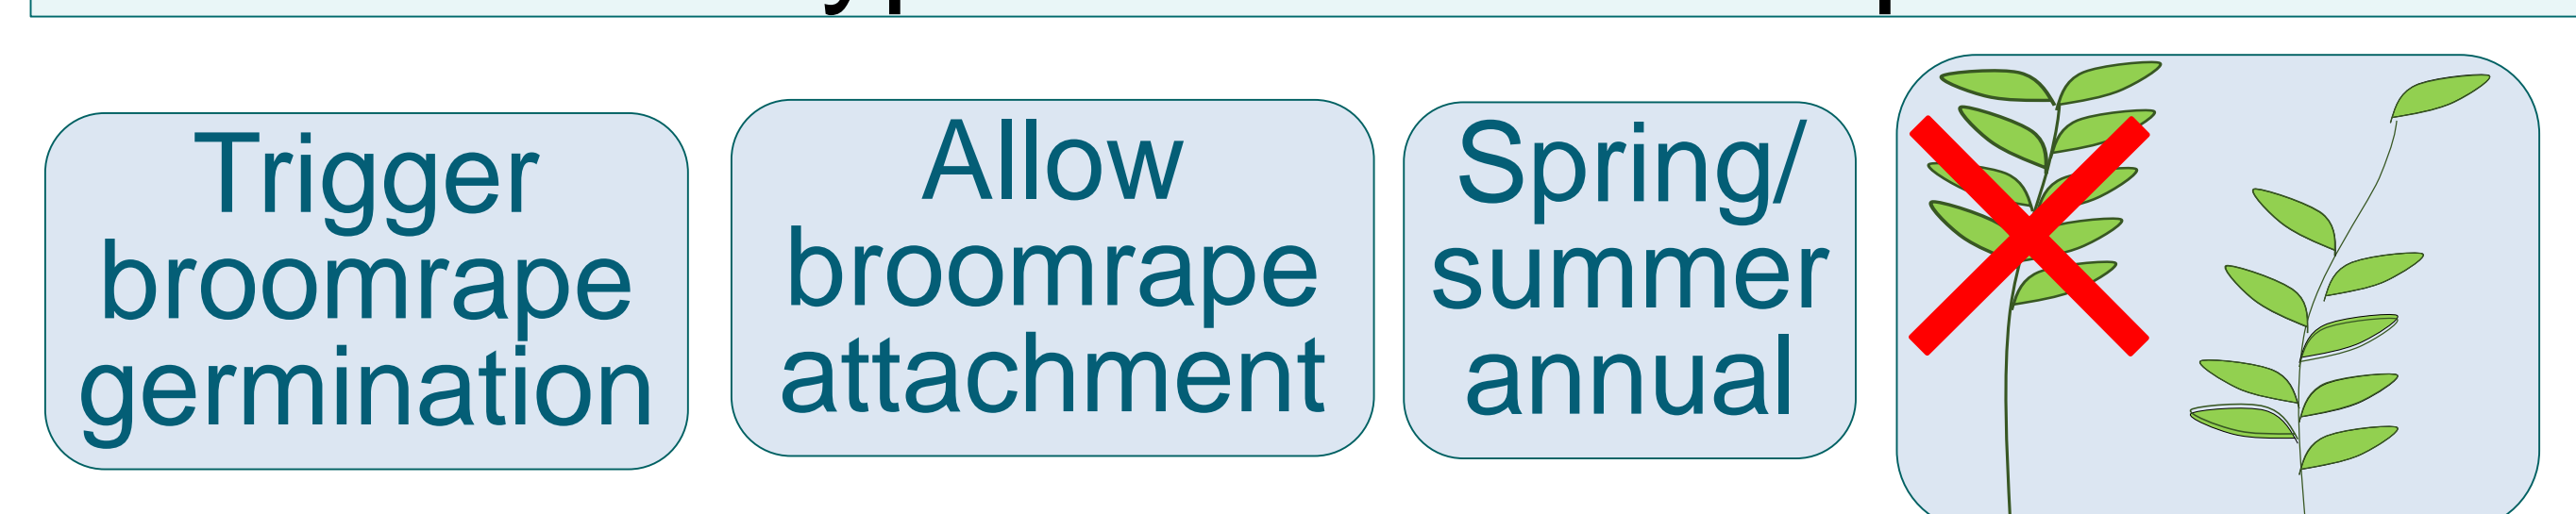 Trigger
broomrape
germination
Allow
broomrape
attachment
Spring/
summer
annual